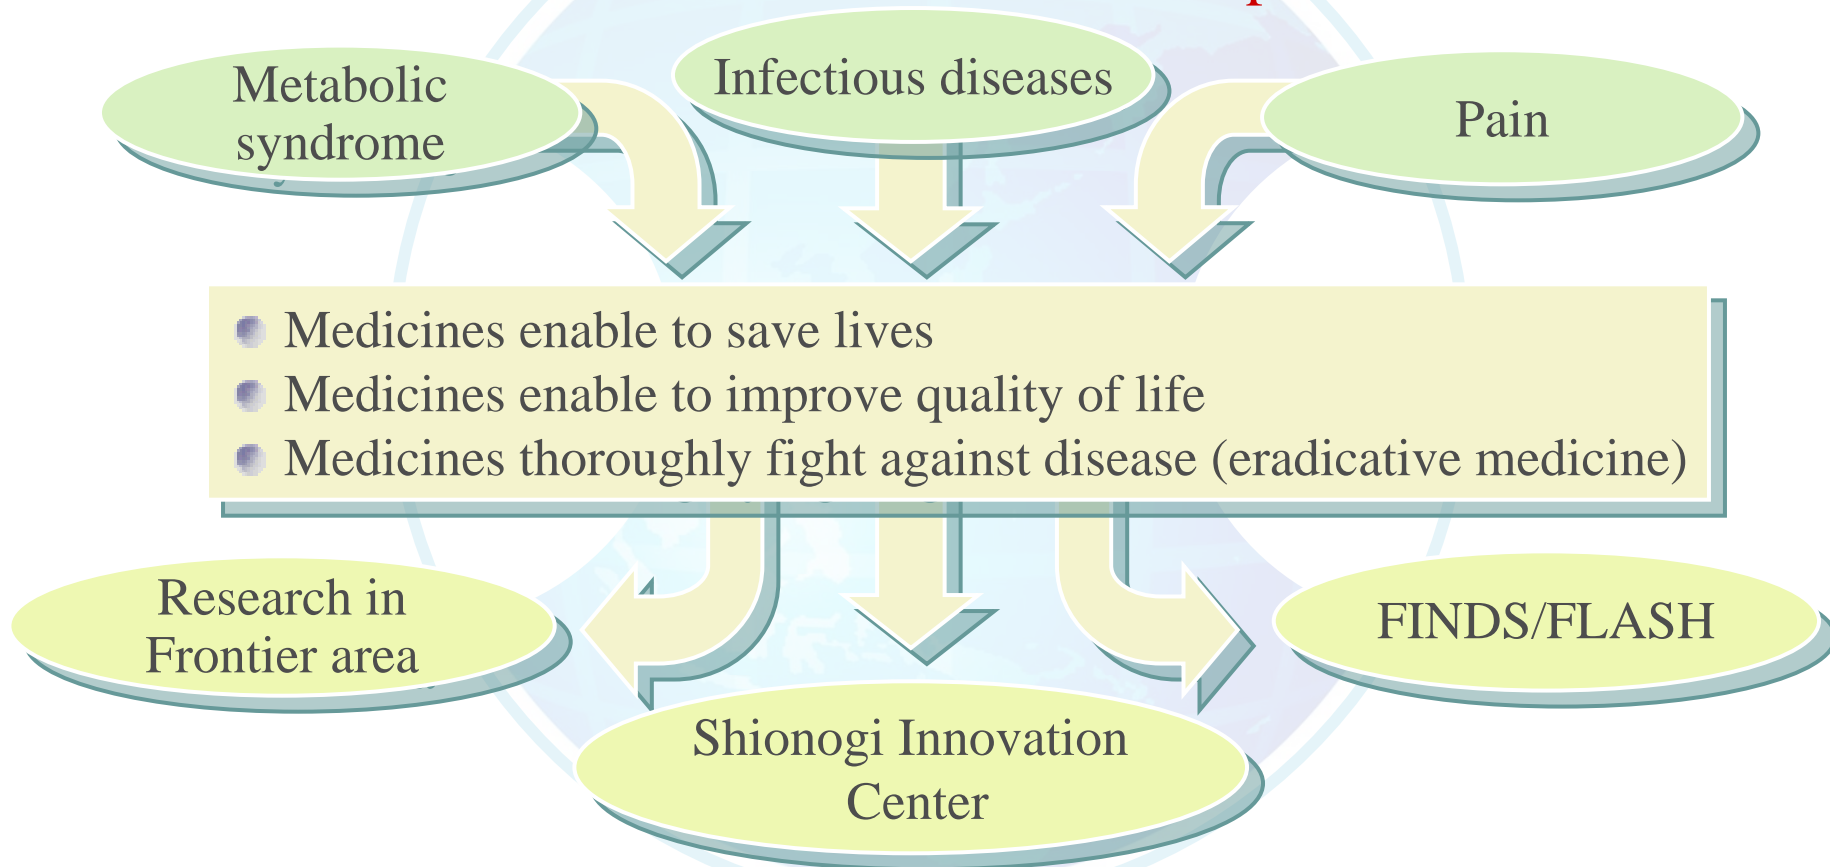 Metabolic
syndrome
Infectious diseases
Pain
Medicines enable to save lives
Medicines enable to improve quality of life
Medicines thoroughly fight against disease (eradicative medicine)
Research in
Frontier area
FINDS/FLASH
Shionogi Innovation
Center